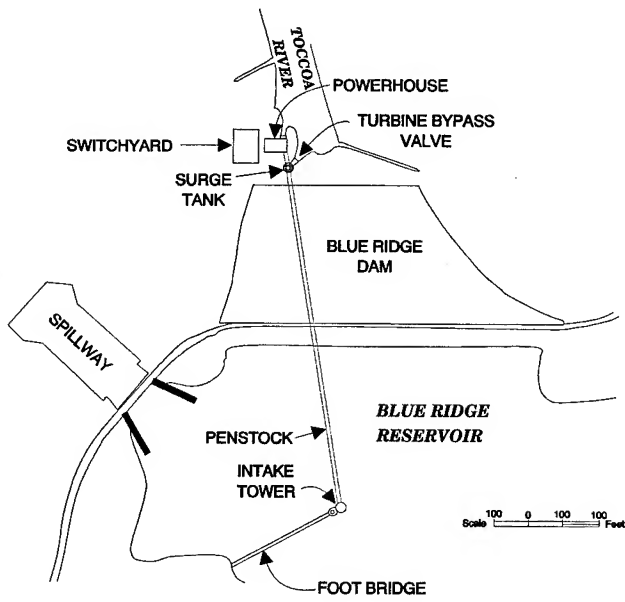 TOCCOA
RIVER
POWERHOUSE
TURBINE BYPASS
VALVE
SWITCHYARD
SURGE
TANK
BLUE RIDGE
DAM
SPILLWAY
BLUE RIDGE
RESERVOIR
PENSTOCK
INTAKE
TOWER
100 0 100 100
Scale Feet
FOOT BRIDGE